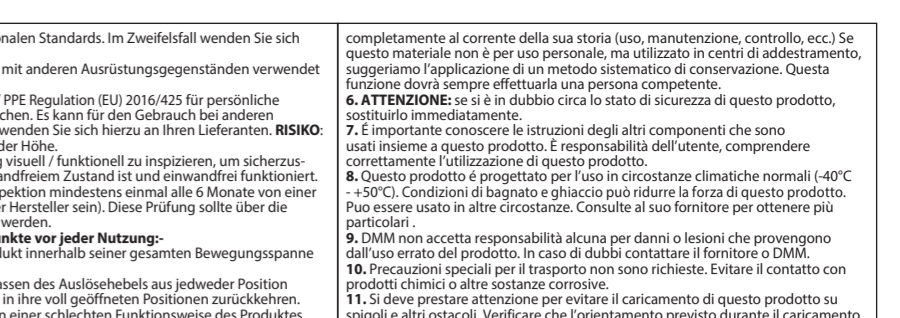 onalen Standards. Im Zweifelsfall wenden Sie sich
mit anderen Ausrüstungsgegenständen verwendet
PPE Regulation (EU) 2016/425 für persönliche
chen. Es kann für den Gebrauch bei anderen
wenden Sie sich hierzu an Ihren Lieferanten. RISIKO:
der Höhe.
g visuell / funktionell zu inspizieren, um sicherzus-
andfreiem Zustand ist und einwandfrei funktioniert.
pektion mindestens einmal alle 6 Monate von einer
er Hersteller sein). Diese Prüfung sollte über die
werden.
nkte vor jeder Nutzung:-
dukt innerhalb seiner gesamten Bewegungsspanne
assen des Auslösehebels aus jedweder Position
in ihre voll geöffneten Positionen zurückkehren.
n einer schlechten Funktionsweise des Produktes
completamente al corrente della sua storia (uso, manutenzione, controllo, ecc.) Se
questo materiale non è per uso personale, ma utilizzato in centri di addestramento,
suggeriamo l'applicazione di un metodo sistematico di conservazione. Questa
funzione dovrà sempre effettuarla una persona competente.
6. ATTENZIONE: se si è in dubbio circa lo stato di sicurezza di questo prodotto,
sostituirlo immediatamente.
7. É importante conoscere le istruzioni degli altri componenti che sono
usati insieme a questo prodotto. È responsabilità dell'utente, comprendere
correttamente l'utilizzazione di questo prodotto.
8. Questo prodotto é progettato per l'uso in circostanze climatiche normali (-40°C
- +50°C). Condizioni di bagnato e ghiaccio può ridurre la forza di questo prodotto.
Puo essere usato in altre circostanze. Consulte al suo fornitore per ottenere più
particolari .
9. DMM non accetta responsabilità alcuna per danni o lesioni che provengono
dall'uso errato del prodotto. In caso di dubbi contattare il fornitore o DMM.
10. Precauzioni speciali per il trasporto non sono richieste. Evitare il contatto con
prodotti chimici o altre sostanze corrosive.
11. Si deve prestare attenzione per evitare il caricamento di questo prodotto su
spigoli e altri ostacoli. Verificare che l'orientamento previsto durante il caricamento